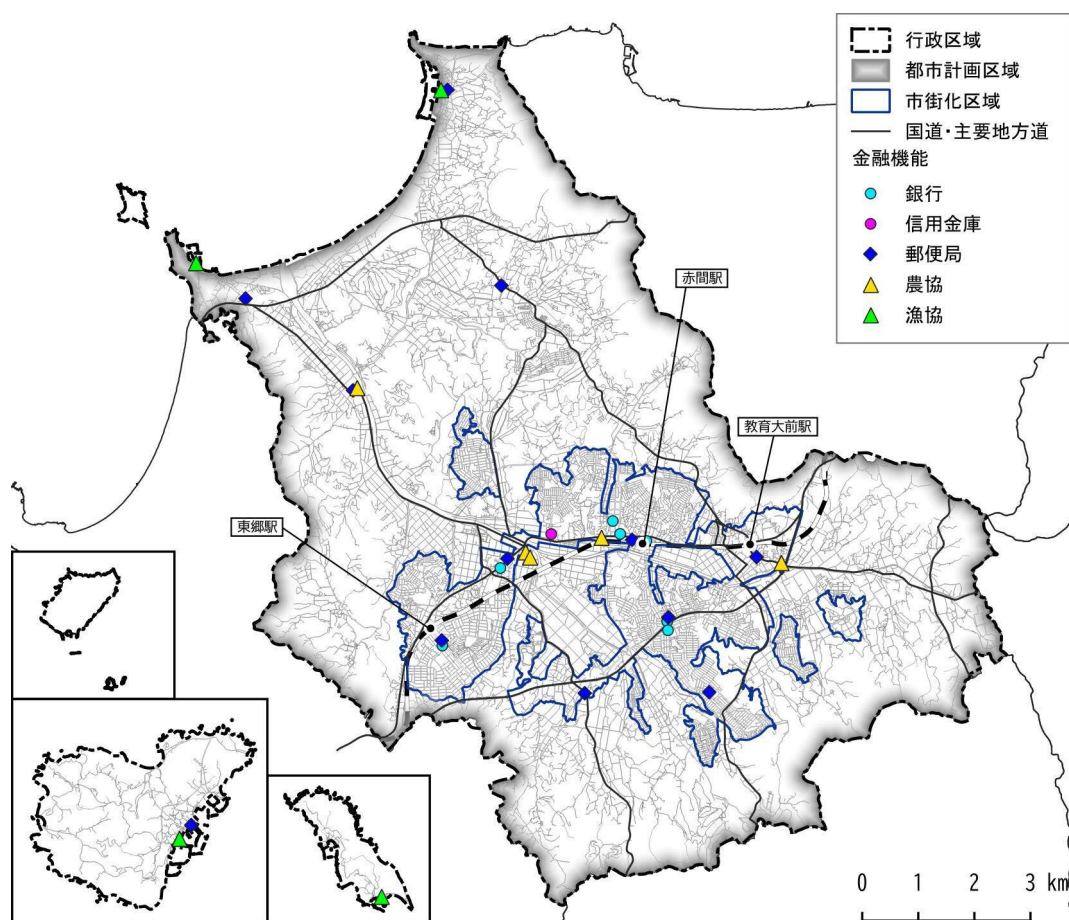 行政区域
都市計画区域
市街化区域
国道・主要地方道
金融機能
銀行
信用金庫
郵便局
農協
漁協
赤間駅
教育大前駅
東郷駅
0 1 2 3 km